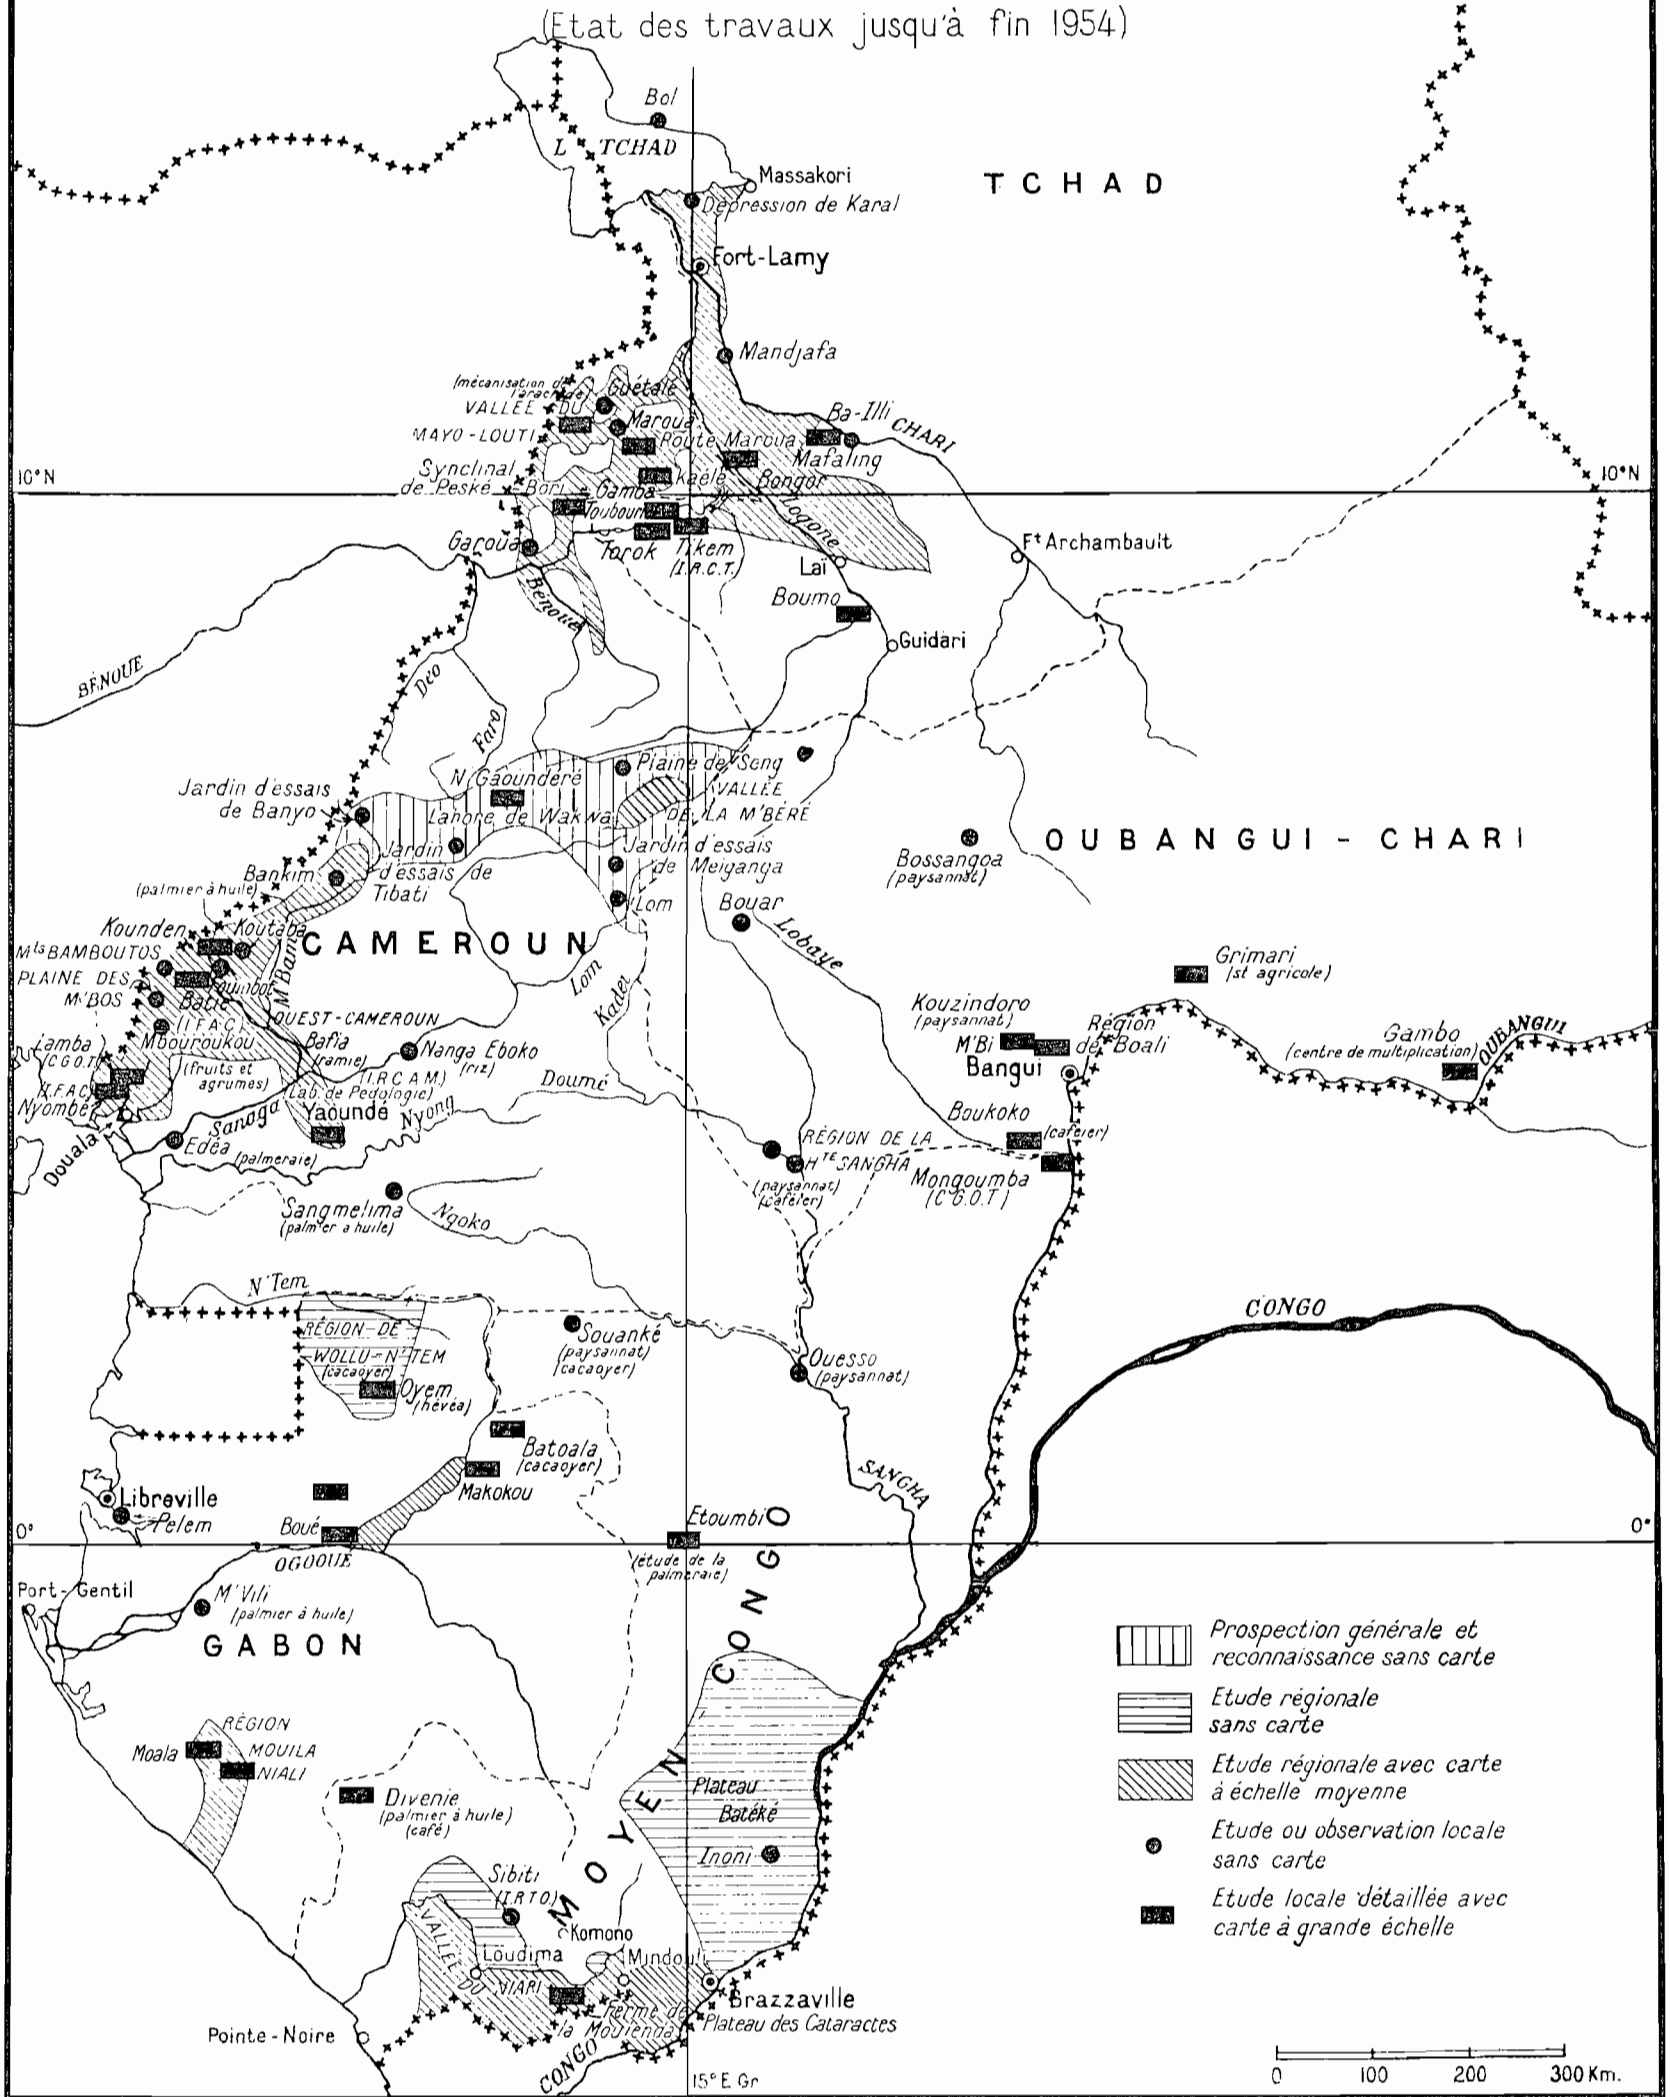 (Etat des travaux jusqu'à fin 1954)
Bol
L TCHAD
Massakori
TCHAD
Dépression de Karal
Fort-Lamy
Mandjafa
(mécanisation de
l'arachide)
Guétale
VALLÉE DU
MAYO-LOUTI
Maroua
Ba-Illi
CHARI
Route Maroua
Mafaling
Synclinal
de Peské-Bori
Kaélé
Bongor
10°N
10°N
Gamba
Toubouri
Logone
Garoua
Torok
Tikem
(I.R.C.T.)
Laï
Ft Archambault
Bénoué
Boumo
Guidari
BÉNOUE
Déo
Faro
Plaine de Seng
N'Gaoundéré
VALLÉE
DE LA M'BÉRÉ
Jardin d'essais
de Banyo
Lahore de Wakwa
OUBANGUI-CHARI
Jardin
d'essais de
Tibati
Jardin d'essais
de Meiganga
Bossangoa
(paysannat)
Bankim
(palmier à huile)
Lom
Bouar
Lobaye
Kounden
Koutaba
Mts BAMBOUTOS
CAMEROUN
M'Bam
Lom
Kadeï
PLAINE DES
M'BOS
Batié
Grimari
(st agricole)
Kouzindoro
(paysannat)
M'Bi
Région
de Boali
Bangui
Gambo
(centre de multiplication)
OUBANGUI
(I.F.A.C)
Mbouroukou
(fruits et
agrumes)
OUEST-CAMEROUN
Bafia
(ramie)
Nanga Eboko
(riz)
(C.G.O.T)
(I.F.A.C)
Nyombé
(I.R.C.A.M.)
(Lab. de Pédologie)
Yaoundé
Doumé
Nyong
Sanaga
Boukoko
(caféier)
Douala
Edéa
(palmeraie)
RÉGION DE LA
HTE SANGHA
(paysannat)
(caféier)
Mongoumba
(C.G.O.T)
Sangmelima
(palmier à huile)
Ngoko
N'Tem
CONGO
RÉGION-DE
WOLLU-N'TEM
(cacaoyer)
Oyem
(hévéa)
Souanké
(paysannat)
(cacaoyer)
Ouesso
(paysannat)
Batoala
(cacaoyer)
Makokou
SANGHA
Libreville
Pelem
Boué
0°
0°
OGOOUE
Etoumbi
(étude de la
palmeraie)
Port-Gentil
M'Vili
(palmier à huile)
GABON
MOYEN CONGO
RÉGION
MOUILA
NIALI
Moala
Divenie
(palmier à huile)
(café)
Plateau
Batéké
Inoni
Sibiti
(I.R.T.O)
Komono
VALLÉE DU
NIARI
Loudima
Mindouli
Brazzaville
Ferme de
la Moulenda
Plateau des Cataractes
Pointe-Noire
CONGO
15°E Gr
Prospection générale et
reconnaissance sans carte
Etude régionale
sans carte
Etude régionale avec carte
à échelle moyenne
Etude ou observation locale
sans carte
Etude locale détaillée avec
carte à grande échelle
0 100 200 300 Km.